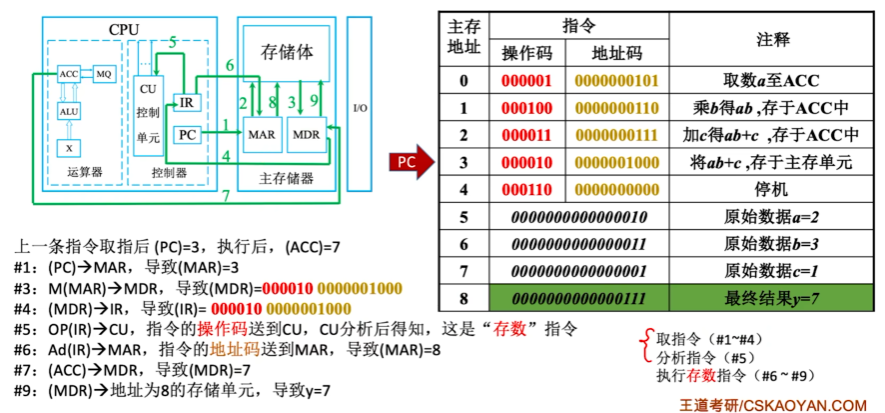 CPU
ACC
MQ
ALU
X
运算器
CU
控制
单元
IR
PC
控制器
存储体
MAR
MDR
主存储器
I/O
5
6
2
8
3
9
1
4
7
PC
主存
地址
指令
注释
操作码
地址码
0 000001 0000000101 取数a至ACC
1 000100 0000000110 乘b得ab ,存于ACC中
2 000011 0000000111 加c得ab+c ,存于ACC中
3 000010 0000001000 将ab+c ,存于主存单元
4 000110 0000000000 停机
5 0000000000000010 原始数据a=2
6 0000000000000011 原始数据b=3
7 0000000000000001 原始数据c=1
8 0000000000000111 最终结果y=7
上一条指令取指后 (PC)=3，执行后，(ACC)=7
#1：(PC)→MAR，导致(MAR)=3
#3：M(MAR)→MDR，导致(MDR)=000010 0000001000
#4：(MDR)→IR，导致(IR)= 000010 0000001000
#5：OP(IR)→CU，指令的操作码送到CU，CU分析后得知，这是“存数”指令
#6：Ad(IR)→MAR，指令的地址码送到MAR，导致(MAR)=8
#7：(ACC)→MDR，导致(MDR)=7
#9：(MDR)→地址为8的存储单元，导致y=7
取指令（#1~#4）
分析指令（#5）
执行存数指令（#6 ~ #9）
王道考研/CSKAOYAN.COM